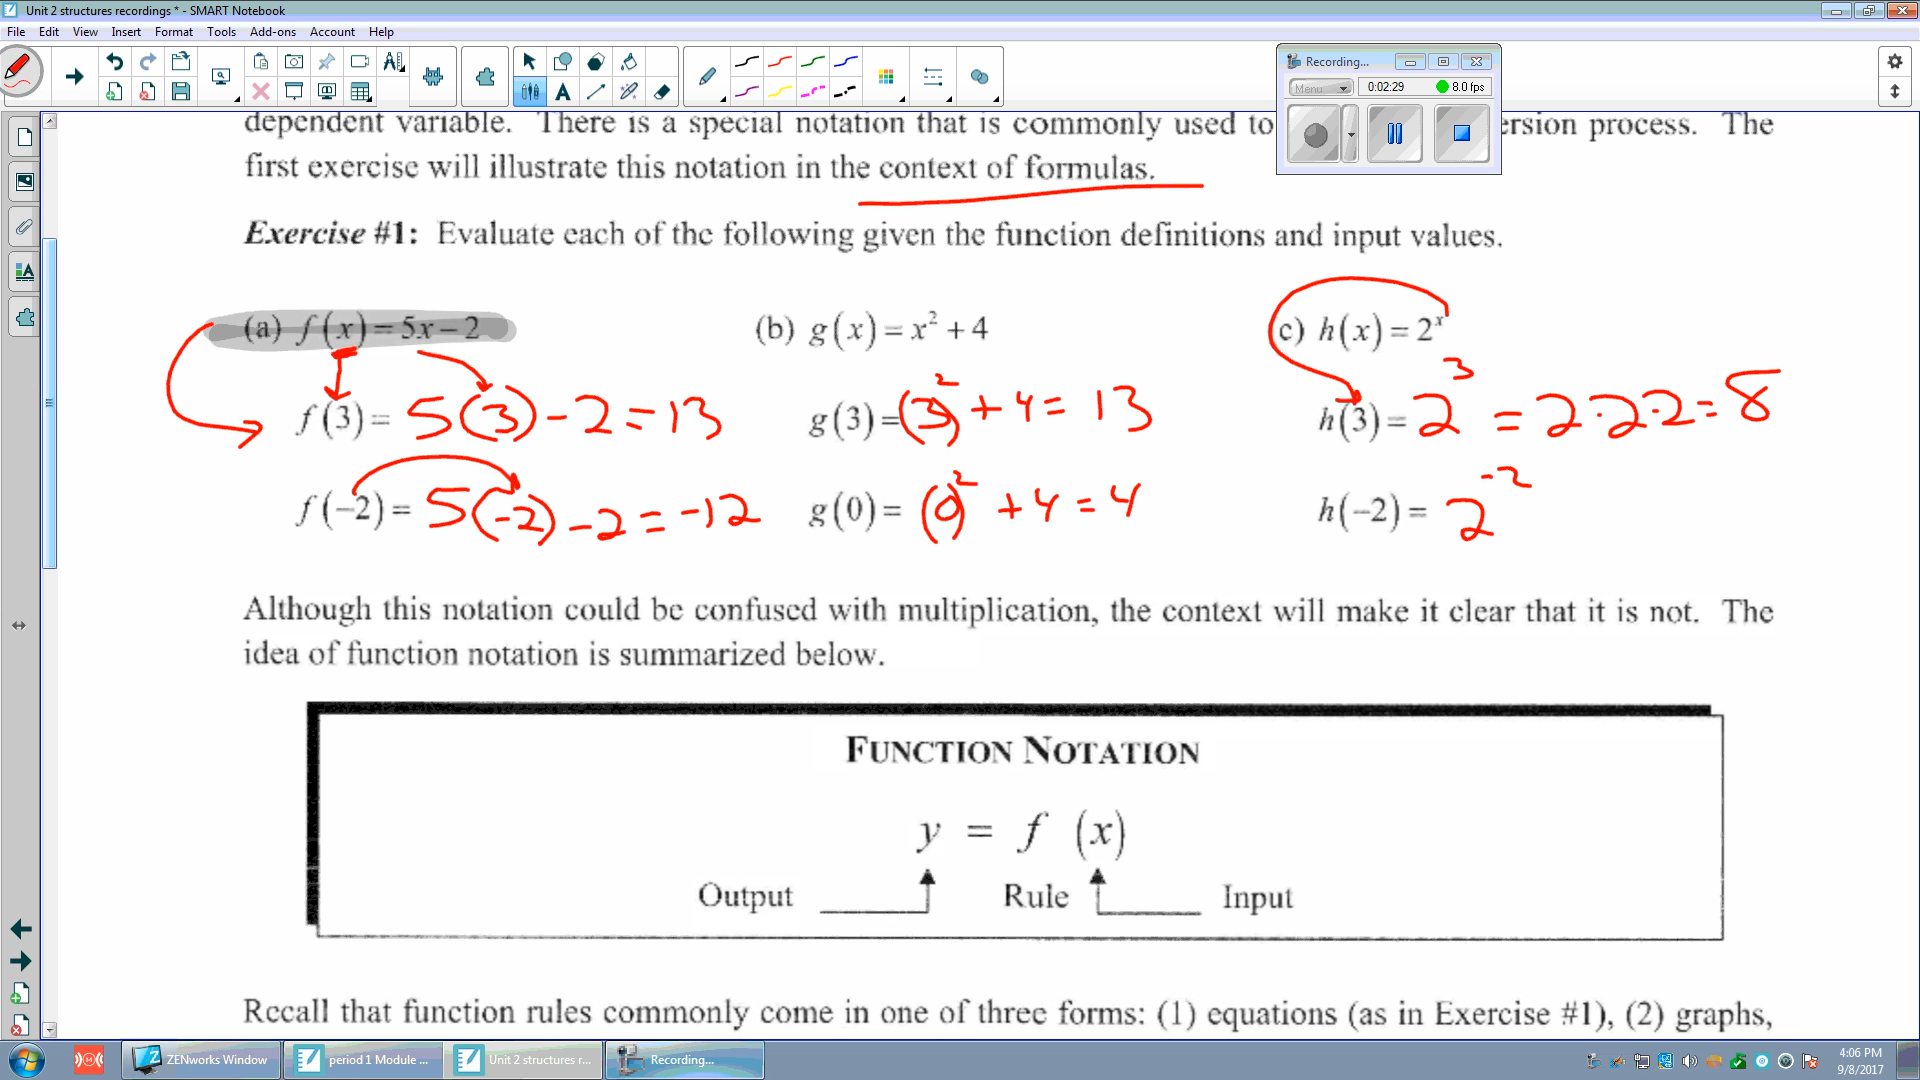 Unit 2 structures recordings * - SMART Notebook
File Edit View Insert Format Tools Add-ons Account Help
Recording...
Menu 0:02:29 8.0 fps
dependent variable. There is a special notation that is commonly used to ersion process. The
first exercise will illustrate this notation in the context of formulas.
Exercise #1: Evaluate each of the following given the function definitions and input values.
(a) f(x) = 5x − 2 (b) g(x) = x² + 4 c) h(x) = 2ˣ
f(3) = 5(3) - 2 = 13 g(3) = (3)² + 4 = 13 h(3) = 2³ = 2·2·2 = 8
f(−2) = 5(-2) - 2 = -12 g(0) = (0)² + 4 = 4 h(−2) = 2⁻²
Although this notation could be confused with multiplication, the context will make it clear that it is not. The
idea of function notation is summarized below.
FUNCTION NOTATION
y = f (x)
Output Rule Input
Recall that function rules commonly come in one of three forms: (1) equations (as in Exercise #1), (2) graphs,
ZENworks Window period 1 Module ... Unit 2 structures r... Recording...
4:06 PM
9/8/2017